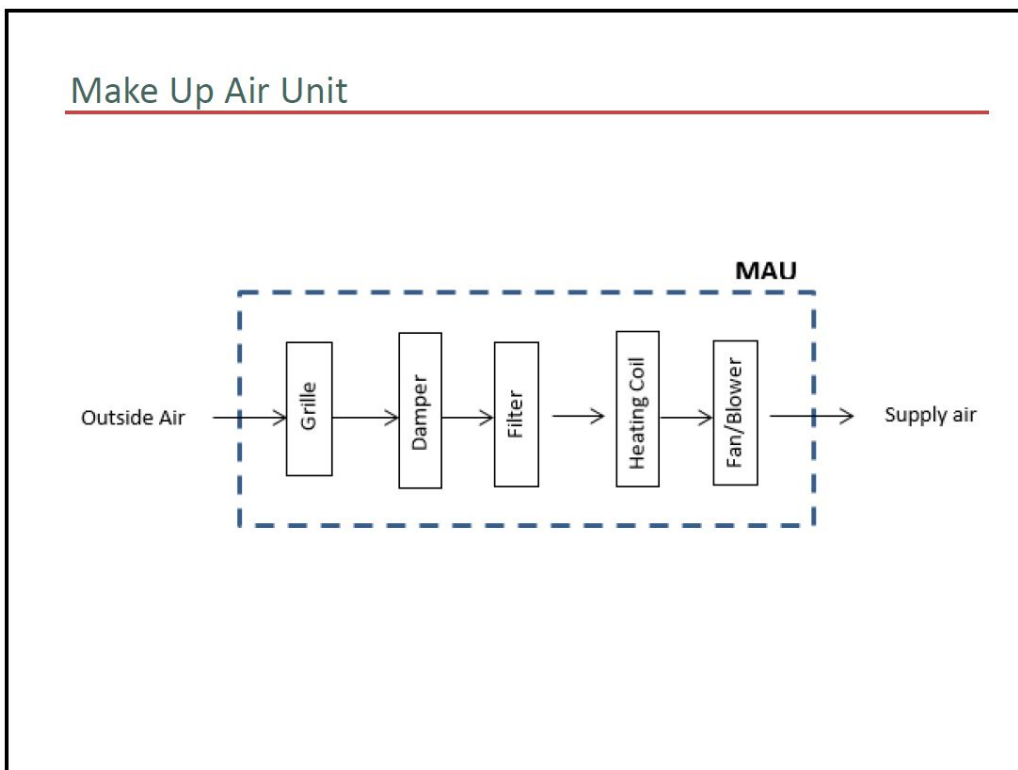 Make Up Air Unit
MAU
Outside Air
Grille
Damper
Filter
Heating Coil
Fan/Blower
Supply air